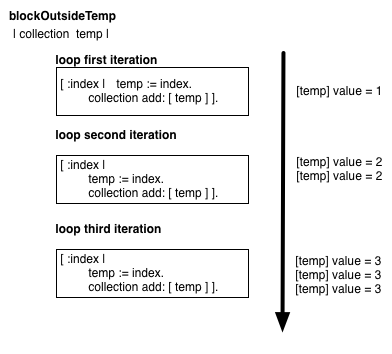 blockOutsideTemp
| collection temp |
loop first iteration
[ :index | temp := index.
collection add: [ temp ] ].
[temp] value = 1
loop second iteration
[ :index |
temp := index.
collection add: [ temp ] ].
[temp] value = 2
[temp] value = 2
loop third iteration
[ :index |
temp := index.
collection add: [ temp ] ].
[temp] value = 3
[temp] value = 3
[temp] value = 3